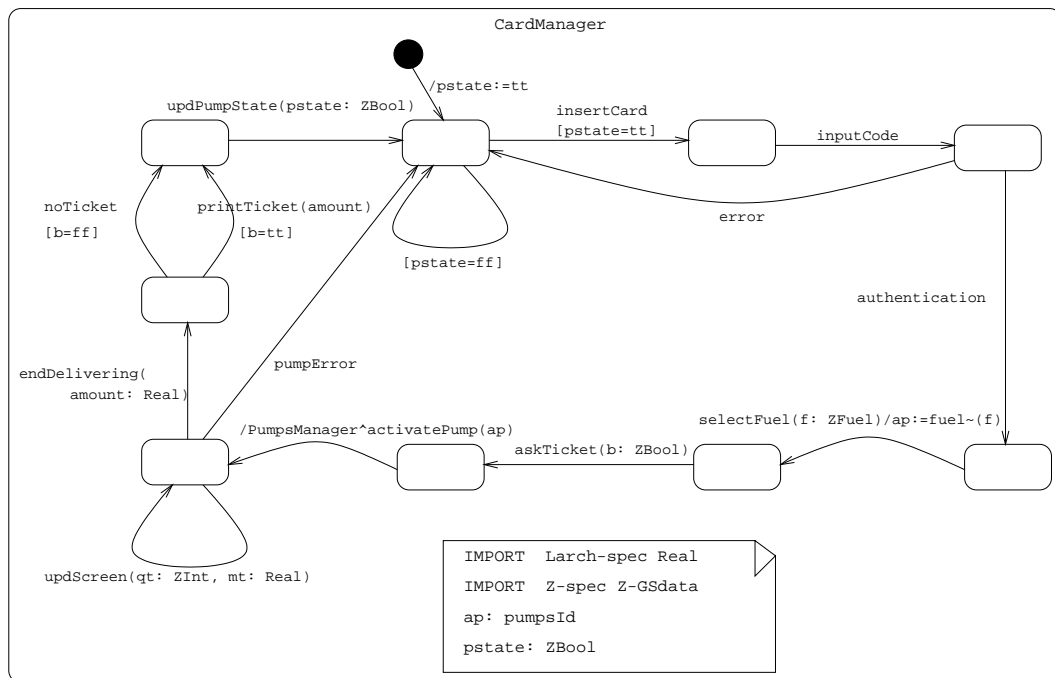 CardManager
/pstate:=tt
updPumpState(pstate: ZBool)
insertCard
[pstate=tt]
inputCode
noTicket
printTicket(amount)
[b=ff]
[b=tt]
error
[pstate=ff]
authentication
pumpError
endDelivering(
amount: Real)
selectFuel(f: ZFuel)/ap:=fuel~(f)
/PumpsManager^activatePump(ap)
askTicket(b: ZBool)
updScreen(qt: ZInt, mt: Real)
IMPORT Larch-spec Real
IMPORT Z-spec Z-GSdata
ap: pumpsId
pstate: ZBool